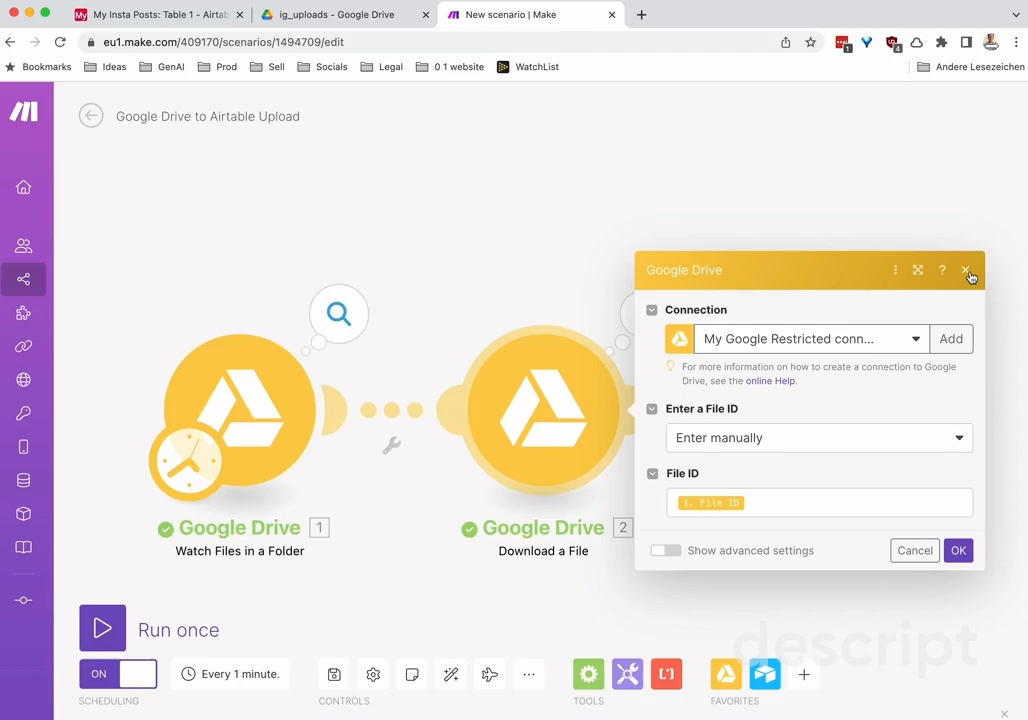 My Insta Posts: Table 1 - Airtab
ig_uploads - Google Drive
New scenario | Make
eu1.make.com/409170/scenarios/1494709/edit
1
4
Bookmarks
Ideas
GenAI
Prod
Sell
Socials
Legal
0 1 website
WatchList
Andere Lesezeichen
Google Drive to Airtable Upload
Google Drive
?
Connection
My Google Restricted conn...
Add
For more information on how to create a connection to Google
Drive, see the online Help.
Enter a File ID
Enter manually
File ID
1. File ID
Show advanced settings
Cancel
OK
Google Drive 1
Watch Files in a Folder
Google Drive 2
Download a File
Run once
ON
Every 1 minute.
SCHEDULING
CONTROLS
TOOLS
FAVORITES
descript